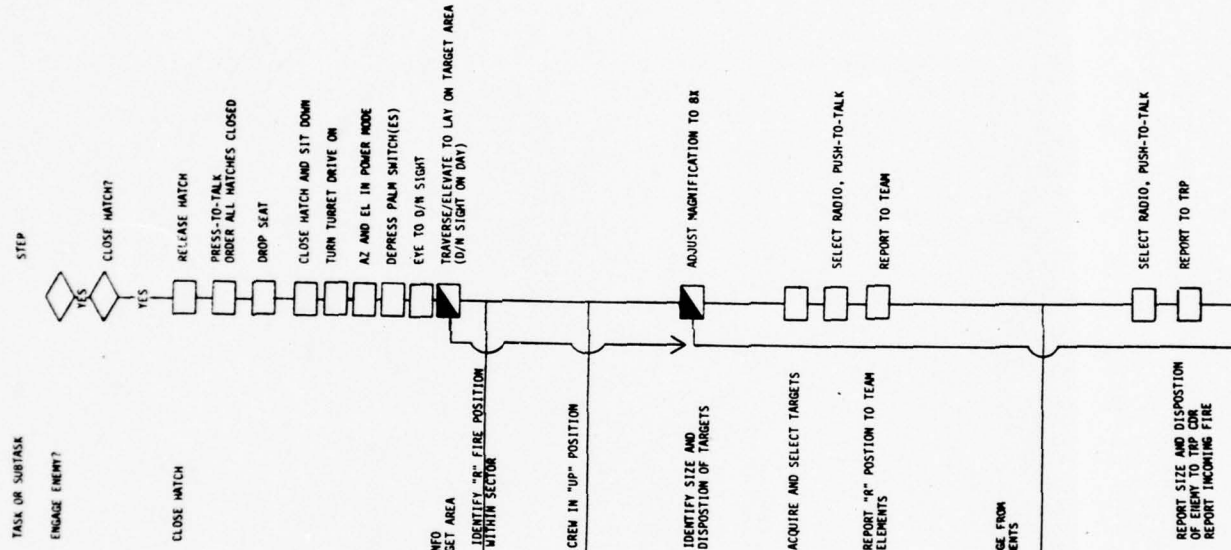 TASK OR SUBTASK
STEP
ENGAGE ENEMY?
YES
CLOSE HATCH?
YES
CLOSE HATCH
RELEASE HATCH
PRESS-TO-TALK
ORDER ALL HATCHES CLOSED
DROP SEAT
CLOSE HATCH AND SIT DOWN
TURN TURRET DRIVE ON
AZ AND EL IN POWER MODE
DEPRESS PALM SWITCH(ES)
EYE TO D/N SIGHT
TRAVERSE/ELEVATE TO LAY ON TARGET AREA
(D/N SIGHT ON DAY)
NFO
GET AREA
IDENTIFY "R" FIRE POSITION
WITHIN SECTOR
CREW IN "UP" POSITION
IDENTIFY SIZE AND
DISPOSTION OF TARGETS
ADJUST MAGNIFICATION TO 8X
ACQUIRE AND SELECT TARGETS
SELECT RADIO, PUSH-TO-TALK
REPORT "R" POSITION TO TEAM
ELEMENTS
REPORT TO TEAM
GE FROM
ENTS
SELECT RADIO, PUSH-TO-TALK
REPORT SIZE AND DISPOSTION
OF ENEMY TO TRP CDR
REPORT INCOMING FIRE
REPORT TO TRP